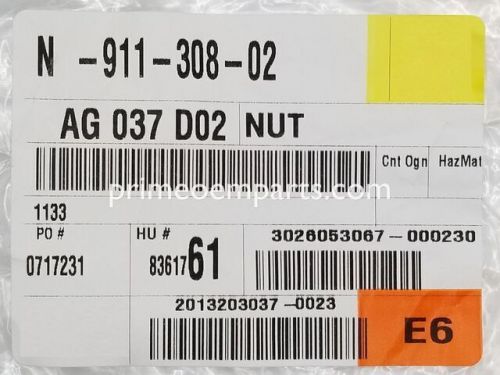 N -911-308-02
AG 037 D02 NUT
Cnt Ogn HazMat
primeoemparts.com
1133
PO # HU #
3026053067-000230
0717231 8361761
2013203037-0023
E6